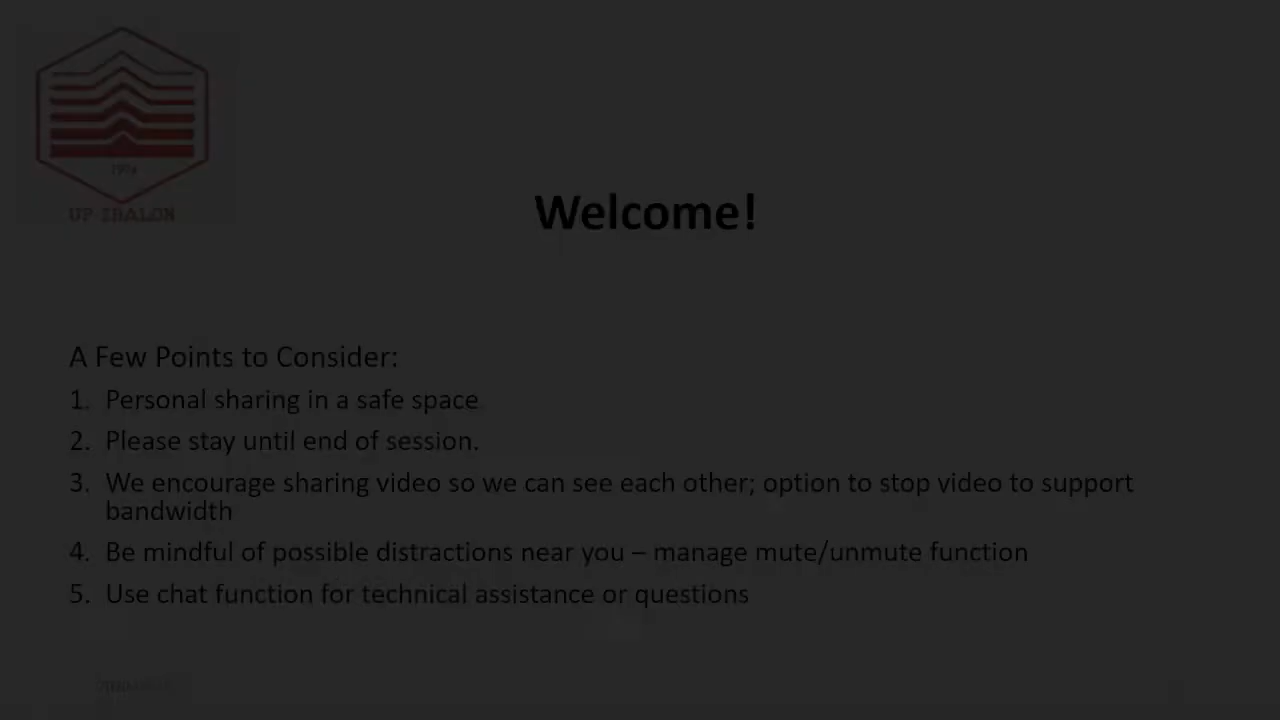 1974
UP IBALON
Welcome!
A Few Points to Consider:
1. Personal sharing in a safe space
2. Please stay until end of session.
3. We encourage sharing video so we can see each other; option to stop video to support
bandwidth
4. Be mindful of possible distractions near you – manage mute/unmute function
5. Use chat function for technical assistance or questions